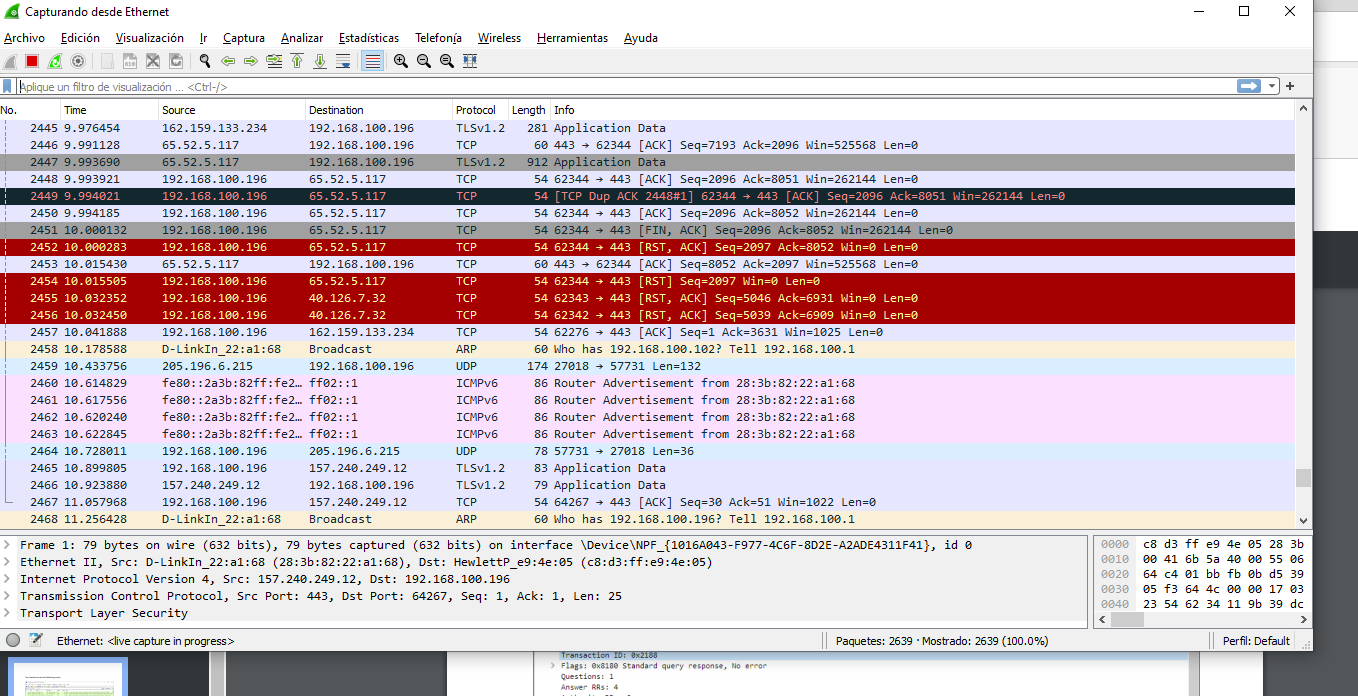 Capturando desde Ethernet
Archivo Edición Visualización Ir Captura Analizar Estadísticas Telefonía Wireless Herramientas Ayuda
Aplique un filtro de visualización ... <Ctrl-/>
No. Time Source Destination Protocol Length Info
2445 9.976454 162.159.133.234 192.168.100.196 TLSv1.2 281 Application Data
2446 9.991128 65.52.5.117 192.168.100.196 TCP 60 443 → 62344 [ACK] Seq=7193 Ack=2096 Win=525568 Len=0
2447 9.993690 65.52.5.117 192.168.100.196 TLSv1.2 912 Application Data
2448 9.993921 192.168.100.196 65.52.5.117 TCP 54 62344 → 443 [ACK] Seq=2096 Ack=8051 Win=262144 Len=0
2449 9.994021 192.168.100.196 65.52.5.117 TCP 54 [TCP Dup ACK 2448#1] 62344 → 443 [ACK] Seq=2096 Ack=8051 Win=262144 Len=0
2450 9.994185 192.168.100.196 65.52.5.117 TCP 54 62344 → 443 [ACK] Seq=2096 Ack=8052 Win=262144 Len=0
2451 10.000132 192.168.100.196 65.52.5.117 TCP 54 62344 → 443 [FIN, ACK] Seq=2096 Ack=8052 Win=262144 Len=0
2452 10.000283 192.168.100.196 65.52.5.117 TCP 54 62344 → 443 [RST, ACK] Seq=2097 Ack=8052 Win=0 Len=0
2453 10.015430 65.52.5.117 192.168.100.196 TCP 60 443 → 62344 [ACK] Seq=8052 Ack=2097 Win=525568 Len=0
2454 10.015505 192.168.100.196 65.52.5.117 TCP 54 62344 → 443 [RST] Seq=2097 Win=0 Len=0
2455 10.032352 192.168.100.196 40.126.7.32 TCP 54 62343 → 443 [RST, ACK] Seq=5046 Ack=6931 Win=0 Len=0
2456 10.032450 192.168.100.196 40.126.7.32 TCP 54 62342 → 443 [RST, ACK] Seq=5039 Ack=6909 Win=0 Len=0
2457 10.041888 192.168.100.196 162.159.133.234 TCP 54 62276 → 443 [ACK] Seq=1 Ack=3631 Win=1025 Len=0
2458 10.178588 D-LinkIn_22:a1:68 Broadcast ARP 60 Who has 192.168.100.102? Tell 192.168.100.1
2459 10.433756 205.196.6.215 192.168.100.196 UDP 174 27018 → 57731 Len=132
2460 10.614829 fe80::2a3b:82ff:fe2… ff02::1 ICMPv6 86 Router Advertisement from 28:3b:82:22:a1:68
2461 10.617556 fe80::2a3b:82ff:fe2… ff02::1 ICMPv6 86 Router Advertisement from 28:3b:82:22:a1:68
2462 10.620240 fe80::2a3b:82ff:fe2… ff02::1 ICMPv6 86 Router Advertisement from 28:3b:82:22:a1:68
2463 10.622845 fe80::2a3b:82ff:fe2… ff02::1 ICMPv6 86 Router Advertisement from 28:3b:82:22:a1:68
2464 10.728011 192.168.100.196 205.196.6.215 UDP 78 57731 → 27018 Len=36
2465 10.899805 192.168.100.196 157.240.249.12 TLSv1.2 83 Application Data
2466 10.923880 157.240.249.12 192.168.100.196 TLSv1.2 79 Application Data
2467 11.057968 192.168.100.196 157.240.249.12 TCP 54 64267 → 443 [ACK] Seq=30 Ack=51 Win=1022 Len=0
2468 11.256428 D-LinkIn_22:a1:68 Broadcast ARP 60 Who has 192.168.100.196? Tell 192.168.100.1
Frame 1: 79 bytes on wire (632 bits), 79 bytes captured (632 bits) on interface \Device\NPF_{1016A043-F977-4C6F-8D2E-A2ADE4311F41}, id 0
Ethernet II, Src: D-LinkIn_22:a1:68 (28:3b:82:22:a1:68), Dst: HewlettP_e9:4e:05 (c8:d3:ff:e9:4e:05)
Internet Protocol Version 4, Src: 157.240.249.12, Dst: 192.168.100.196
Transmission Control Protocol, Src Port: 443, Dst Port: 64267, Seq: 1, Ack: 1, Len: 25
Transport Layer Security
0000 c8 d3 ff e9 4e 05 28 3b
0010 00 41 6b 5a 40 00 55 06
0020 64 c4 01 bb fb 0b d5 39
0030 05 f3 64 4c 00 00 17 03
0040 23 54 62 34 11 9b 39 dc
Ethernet: <live capture in progress> Paquetes: 2639 · Mostrado: 2639 (100.0%) Perfil: Default
Transaction ID: 0x2188
Flags: 0x8180 Standard query response, No error
Questions: 1
Answer RRs: 4